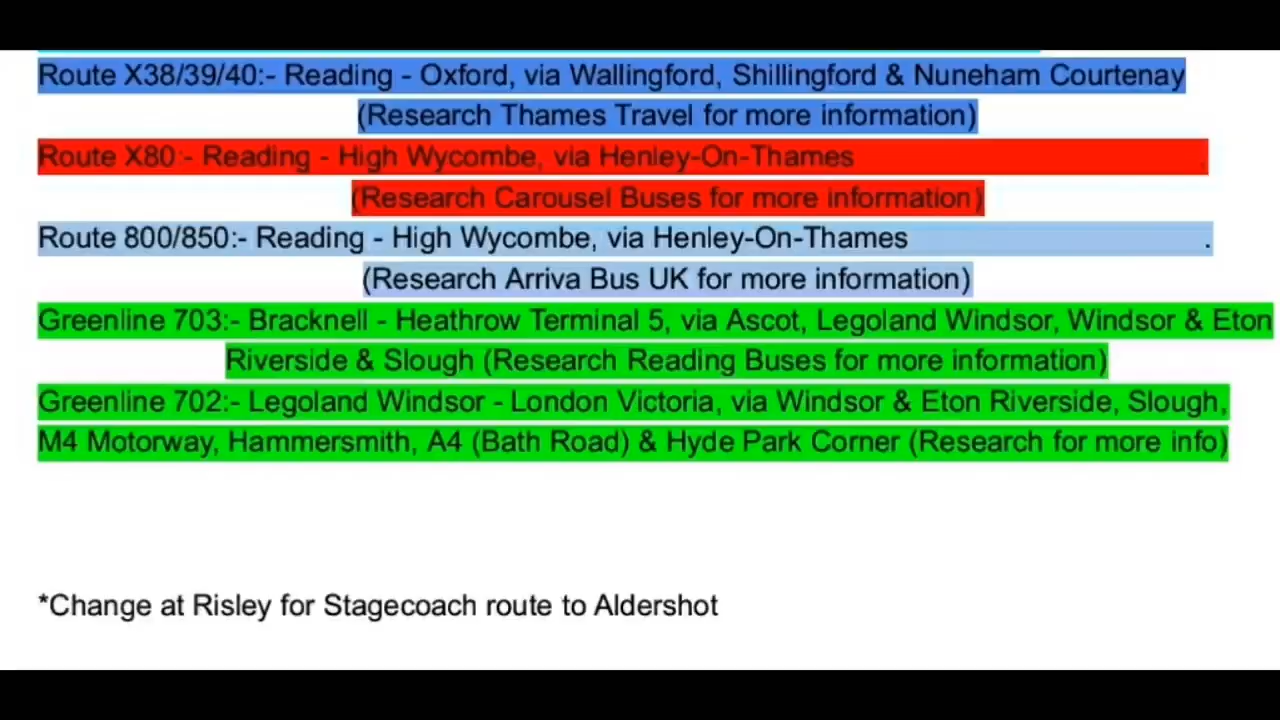 Route X38/39/40:- Reading - Oxford, via Wallingford, Shillingford & Nuneham Courtenay
(Research Thames Travel for more information)
Route X80:- Reading - High Wycombe, via Henley-On-Thames .
(Research Carousel Buses for more information)
Route 800/850:- Reading - High Wycombe, via Henley-On-Thames .
(Research Arriva Bus UK for more information)
Greenline 703:- Bracknell - Heathrow Terminal 5, via Ascot, Legoland Windsor, Windsor & Eton
Riverside & Slough (Research Reading Buses for more information)
Greenline 702:- Legoland Windsor - London Victoria, via Windsor & Eton Riverside, Slough,
M4 Motorway, Hammersmith, A4 (Bath Road) & Hyde Park Corner (Research for more info)
*Change at Risley for Stagecoach route to Aldershot